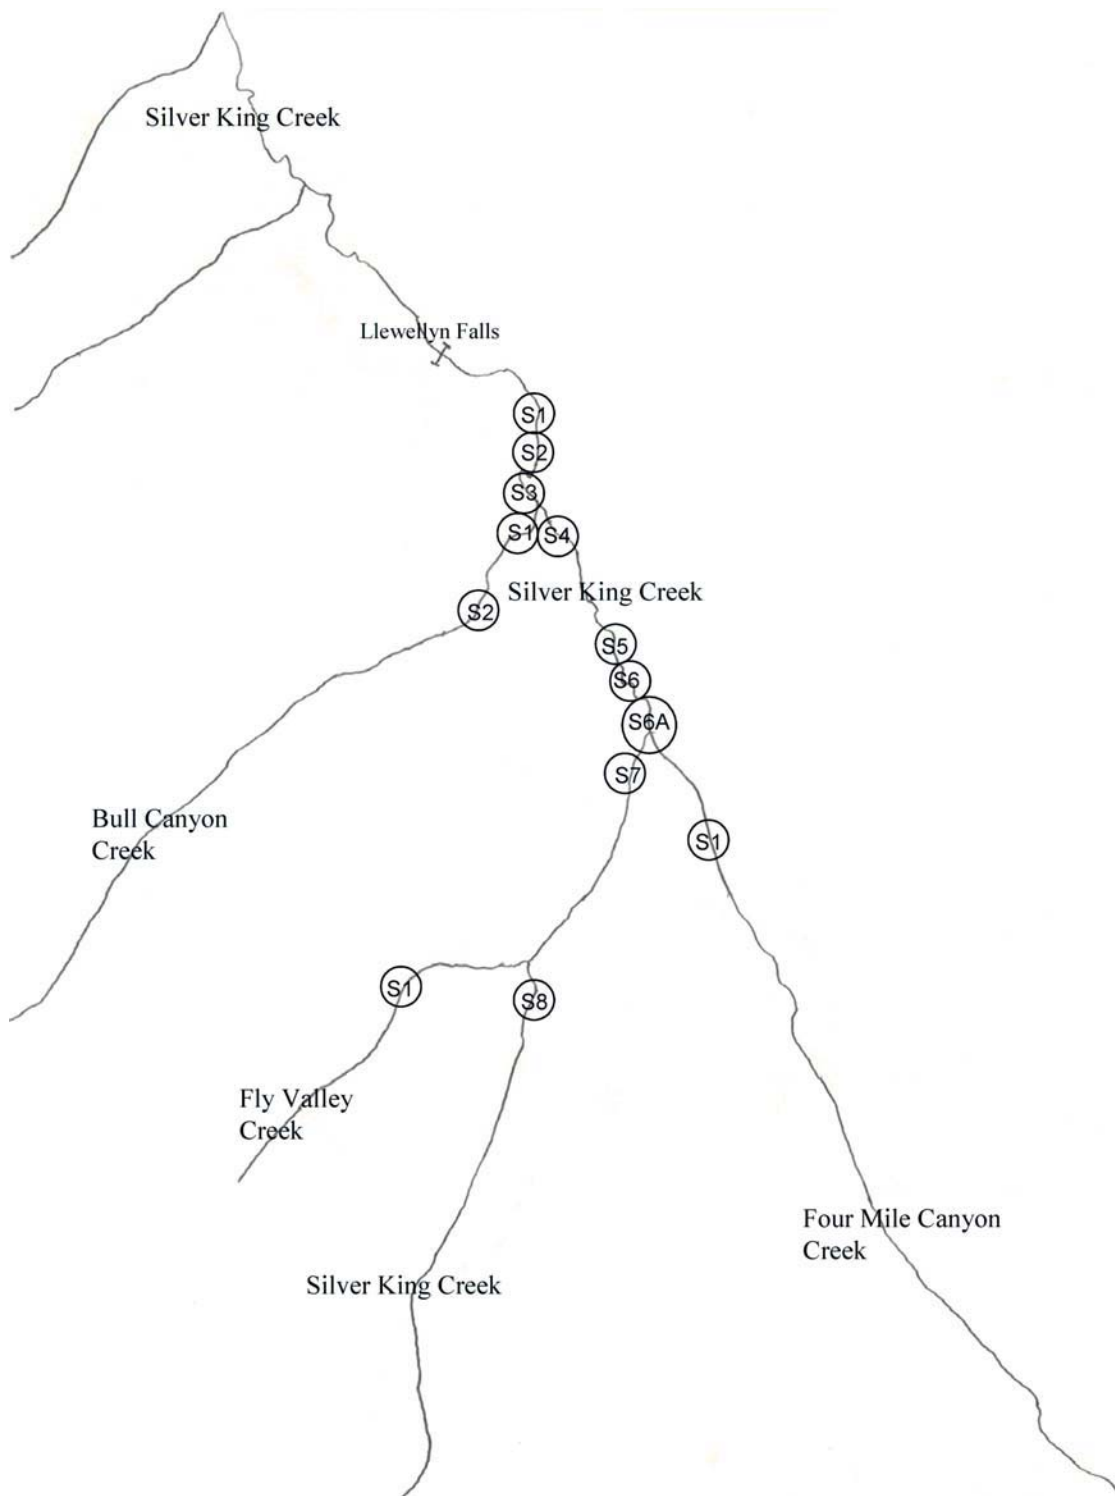 Silver King Creek
Llewellyn Falls
S1
S2
S3
S1
S4
Silver King Creek
S2
S5
S6
S6A
S7
Bull Canyon
Creek
S1
S1
S8
Fly Valley
Creek
Four Mile Canyon
Creek
Silver King Creek